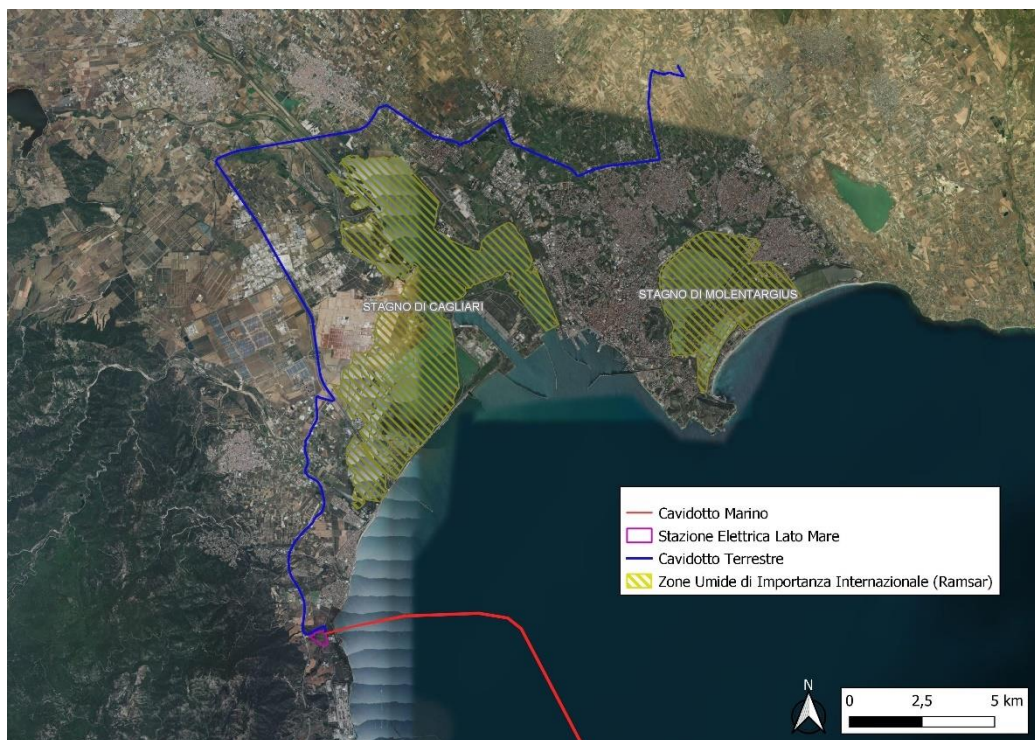 STAGNO DI CAGLIARI
STAGNO DI MOLENTARGIUS
Cavidotto Marino
Stazione Elettrica Lato Mare
Cavidotto Terrestre
Zone Umide di Importanza Internazionale (Ramsar)
N
0 2,5 5 km